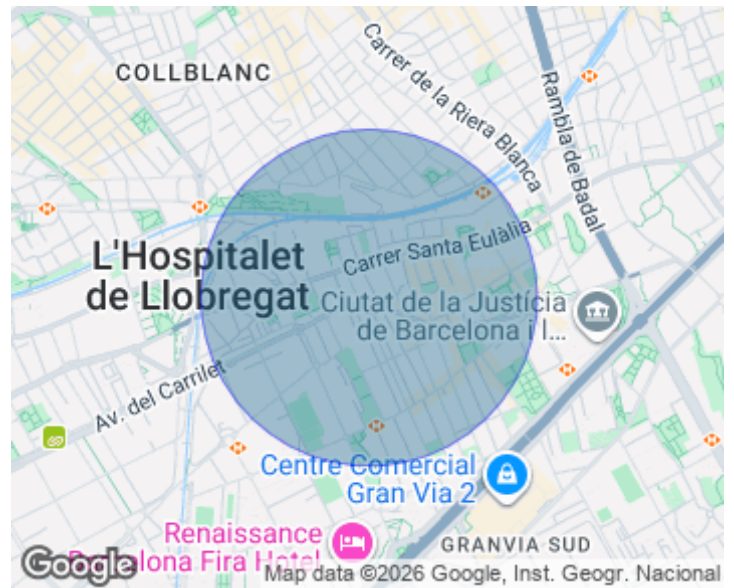 COLLBLANC
Carrer de la Riera Blanca
Rambla de Badal
L'Hospitalet
de Llobregat
Carrer Santa Eulàlia
Ciutat de la Justícia
de Barcelona i l...
Av. del Carrilet
Centre Comercial
Gran Via 2
Renaissance
Barcelona Fira Hotel
GRANVIA SUD
Google
Map data ©2026 Google, Inst. Geogr. Nacional